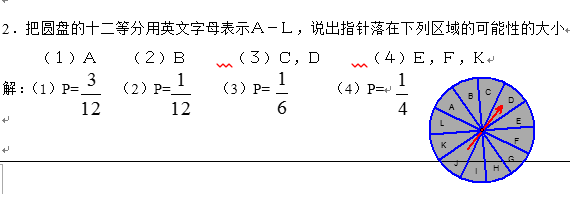 2.把圆盘的十二等分用英文字母表示A-L,说出指针落在下列区域的可能性的大小
(1)A (2)B (3)C,D (4)E,F,K
解:(1)P=3/12 (2)P=1/12 (3)P=1/6 (4)P=1/4
A B C D E F G H I J K L